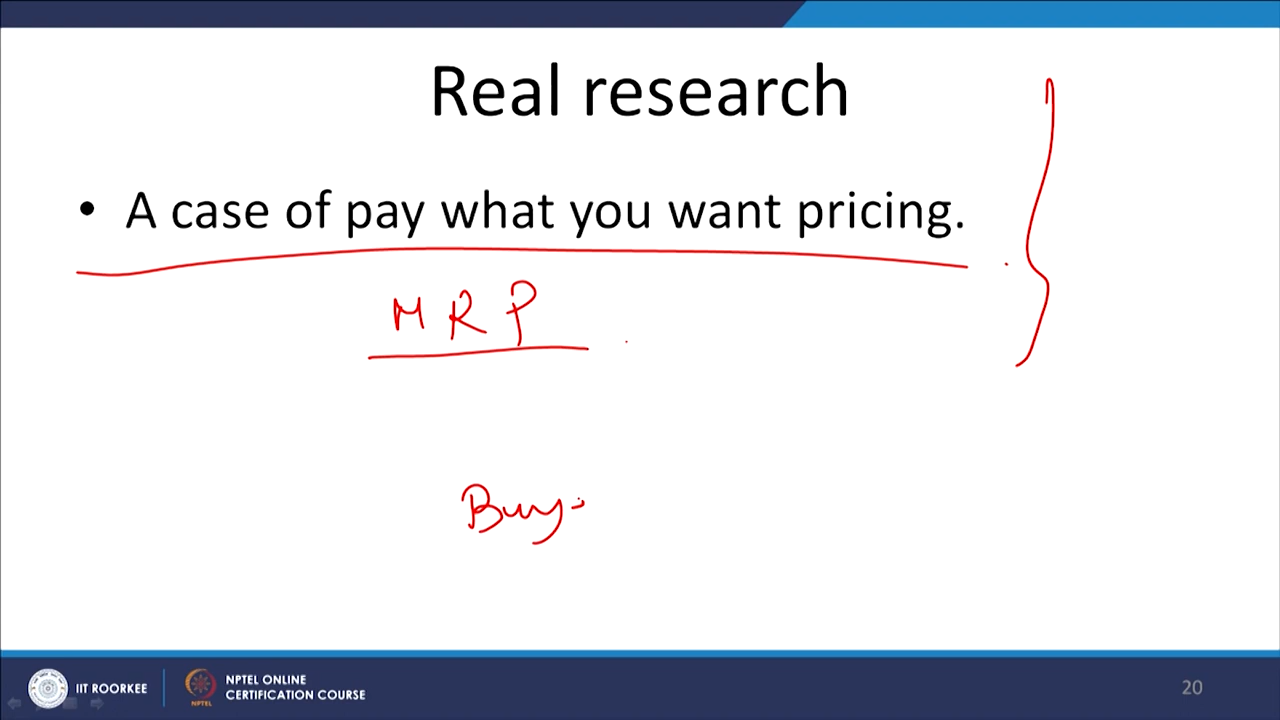 Real research
• A case of pay what you want pricing.
MRP
Buy
IIT ROORKEE
NPTEL ONLINE
CERTIFICATION COURSE
20